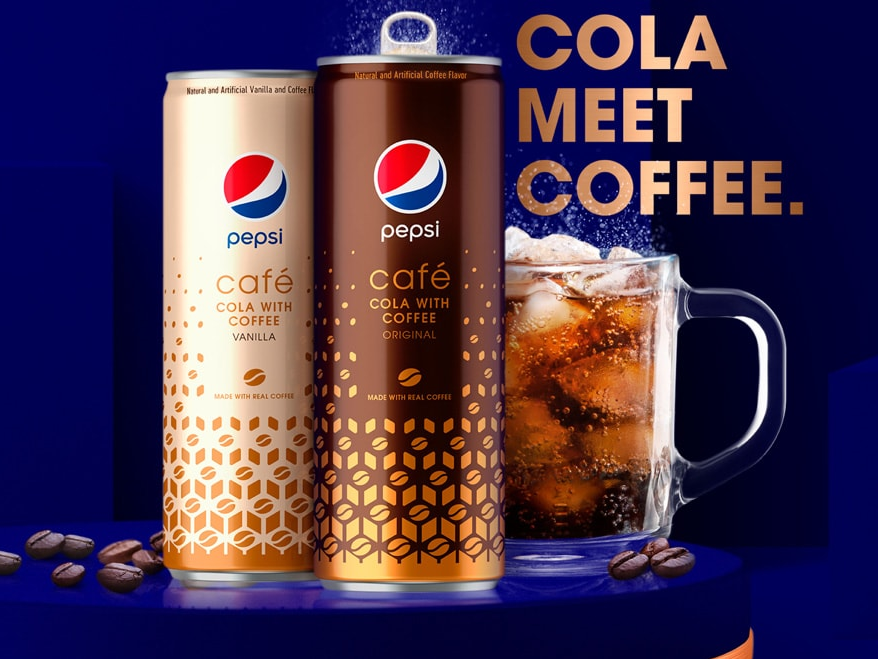 COLA
MEET
COFFEE.
Natural and Artificial Vanilla and Coffee
pepsi
café
COLA WITH
COFFEE
VANILLA
MADE WITH REAL COFFEE
Natural and Artificial Coffee Flavor
pepsi
café
COLA WITH
COFFEE
ORIGINAL
MADE WITH REAL COFFEE